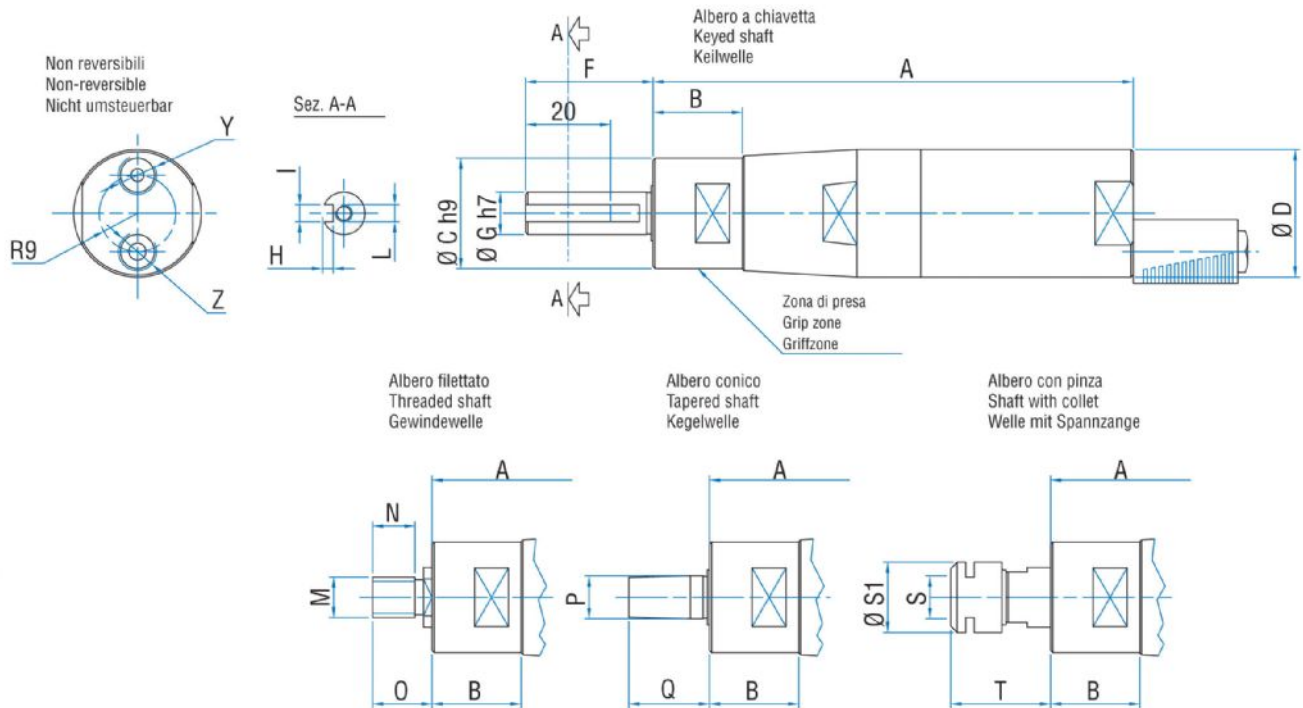 Non reversibili
Non-reversible
Nicht umsteuerbar
Y
R9
Z
Sez. A-A
I
H
L
A
F
20
Albero a chiavetta
Keyed shaft
Keilwelle
A
B
Ø C h9
Ø G h7
Ø D
A
Zona di presa
Grip zone
Griffzone
Albero filettato
Threaded shaft
Gewindewelle
A
N
M
O
B
Albero conico
Tapered shaft
Kegelwelle
A
P
Q
B
Albero con pinza
Shaft with collet
Welle mit Spannzange
A
Ø S1
S
T
B